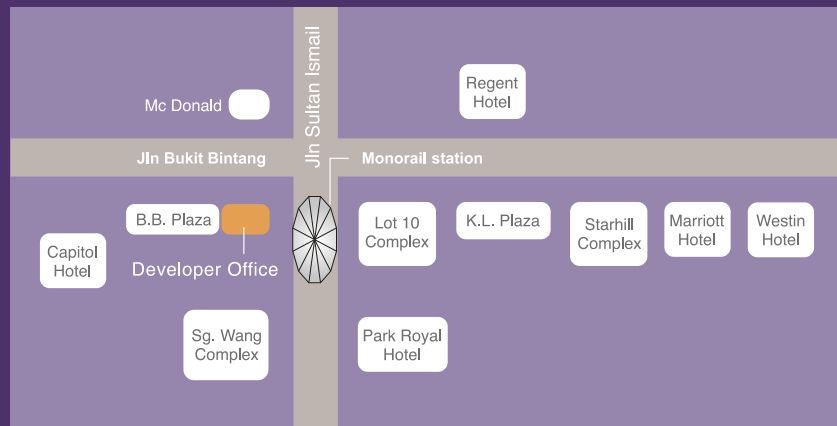 Jln Sultan Ismail
Regent
Hotel
Mc Donald
Jln Bukit Bintang
Monorail station
B.B. Plaza
Lot 10
Complex
K.L. Plaza
Starhill
Complex
Marriott
Hotel
Westin
Hotel
Capitol
Hotel
Developer Office
Sg. Wang
Complex
Park Royal
Hotel